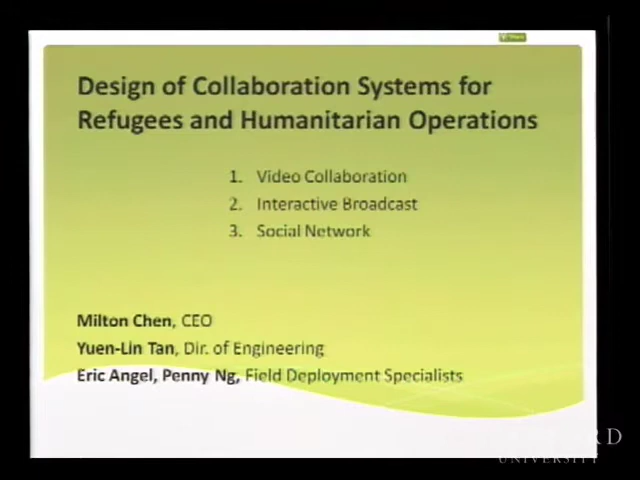 Design of Collaboration Systems for
Refugees and Humanitarian Operations
1. Video Collaboration
2. Interactive Broadcast
3. Social Network
Milton Chen, CEO
Yuen-Lin Tan, Dir. of Engineering
Eric Angel, Penny Ng, Field Deployment Specialists
UNIVERSITY